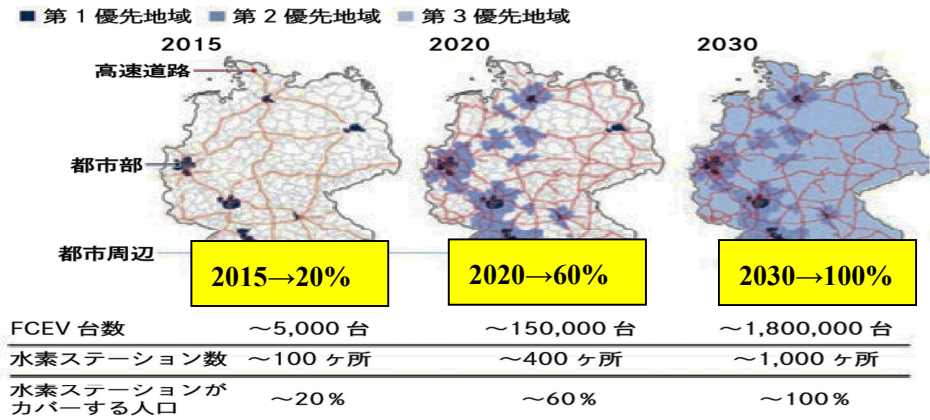 ■ 第1優先地域 ■ 第2優先地域 ■ 第3優先地域
2015 2020 2030
高速道路
都市部
都市周辺
2015→20% 2020→60% 2030→100%
FCEV 台数 ～5,000 台 ～150,000 台 ～1,800,000 台
水素ステーション数 ～100 ヶ所 ～400 ヶ所 ～1,000 ヶ所
水素ステーションが
カバーする人口 ～20% ～60% ～100%